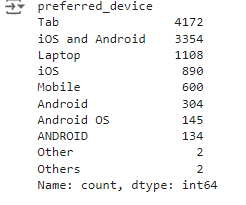 preferred_device
Tab 4172
iOS and Android 3354
Laptop 1108
iOS 890
Mobile 600
Android 304
Android OS 145
ANDROID 134
Other 2
Others 2
Name: count, dtype: int64